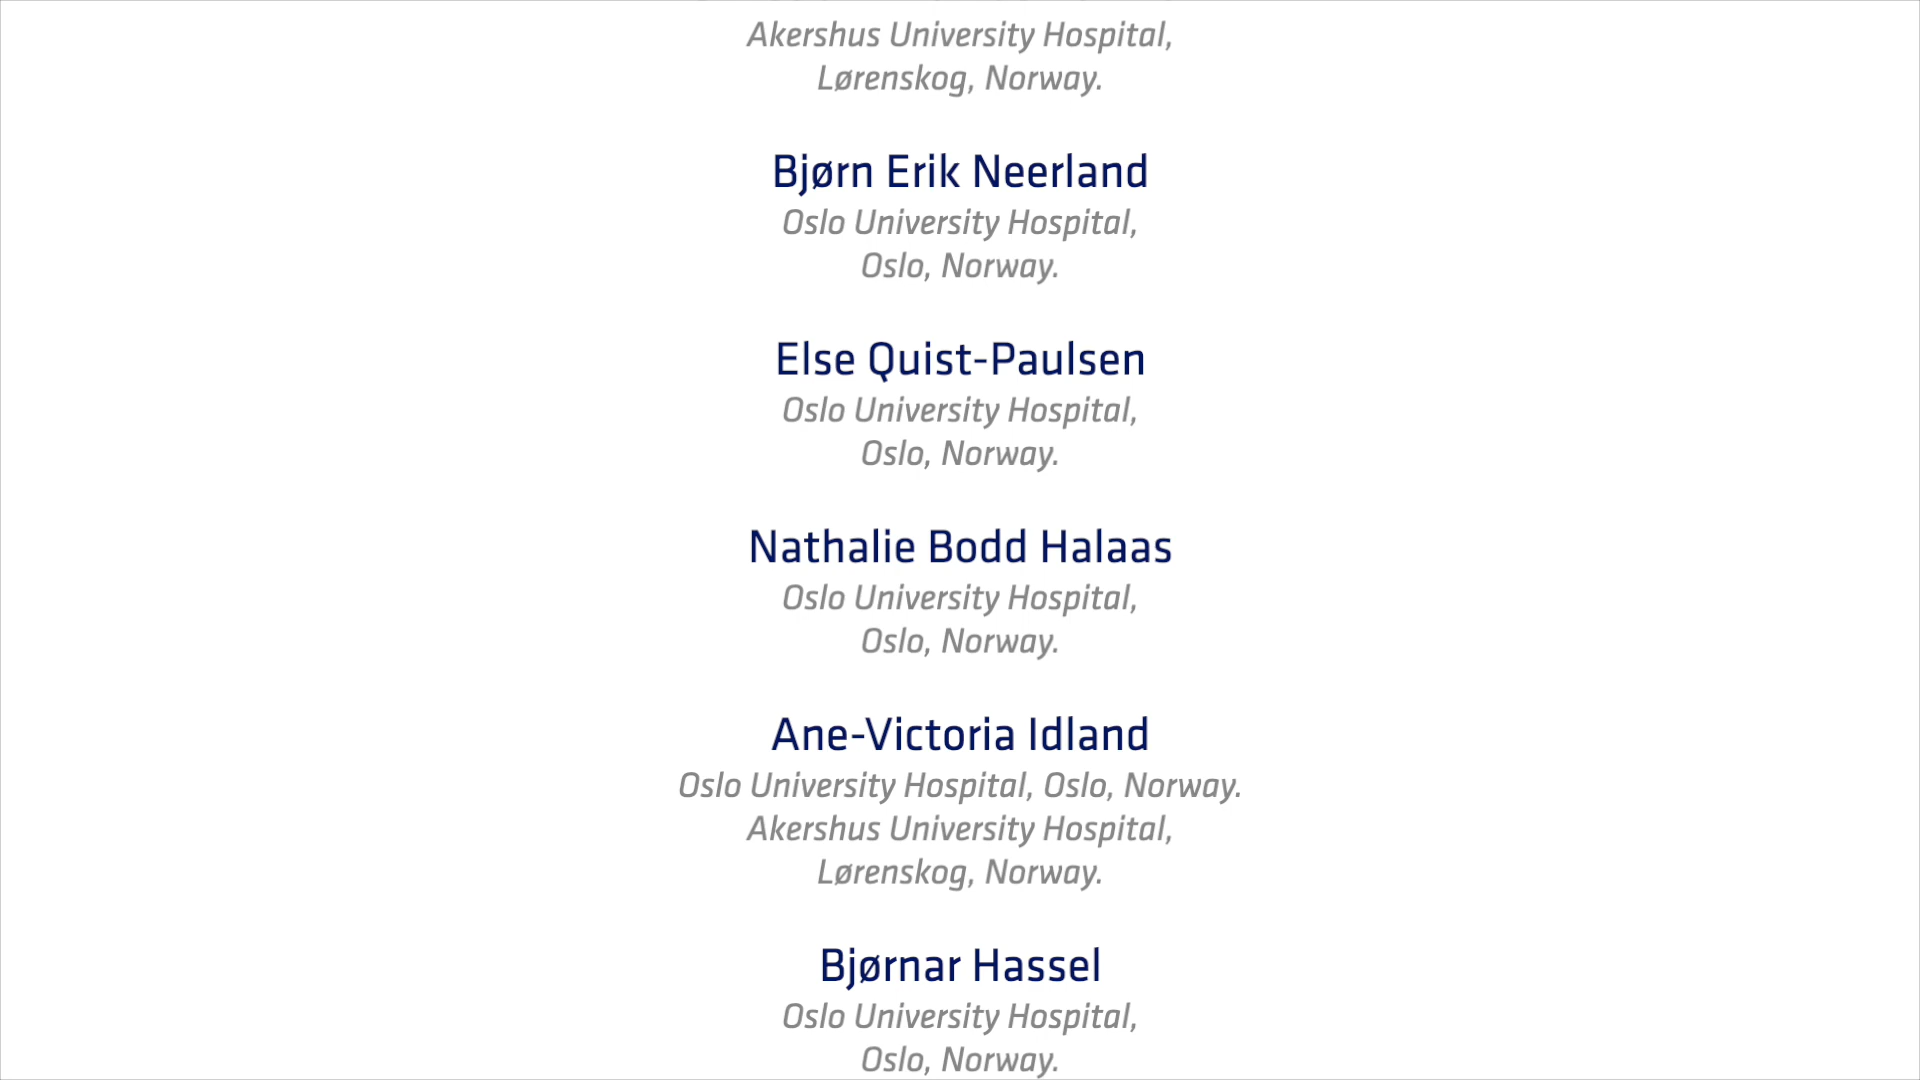 Akershus University Hospital,
Lørenskog, Norway.
Bjørn Erik Neerland
Oslo University Hospital,
Oslo, Norway.
Else Quist-Paulsen
Oslo University Hospital,
Oslo, Norway.
Nathalie Bodd Halaas
Oslo University Hospital,
Oslo, Norway.
Ane-Victoria Idland
Oslo University Hospital, Oslo, Norway.
Akershus University Hospital,
Lørenskog, Norway.
Bjørnar Hassel
Oslo University Hospital,
Oslo, Norway.